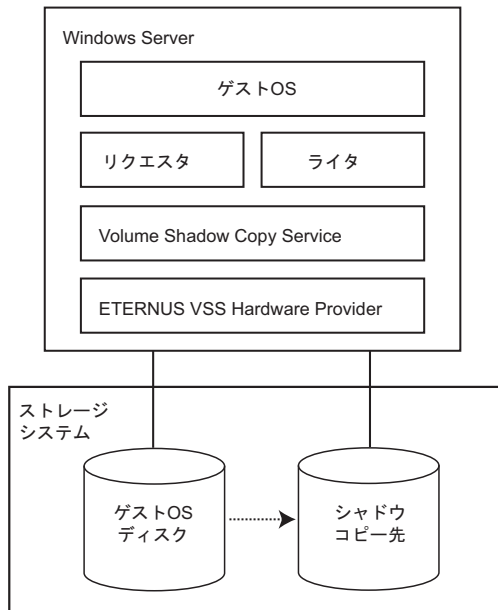 Windows Server
ゲストOS
リクエスタ
ライタ
Volume Shadow Copy Service
ETERNUS VSS Hardware Provider
ストレージ
システム
ゲストOS
ディスク
シャドウ
コピー先